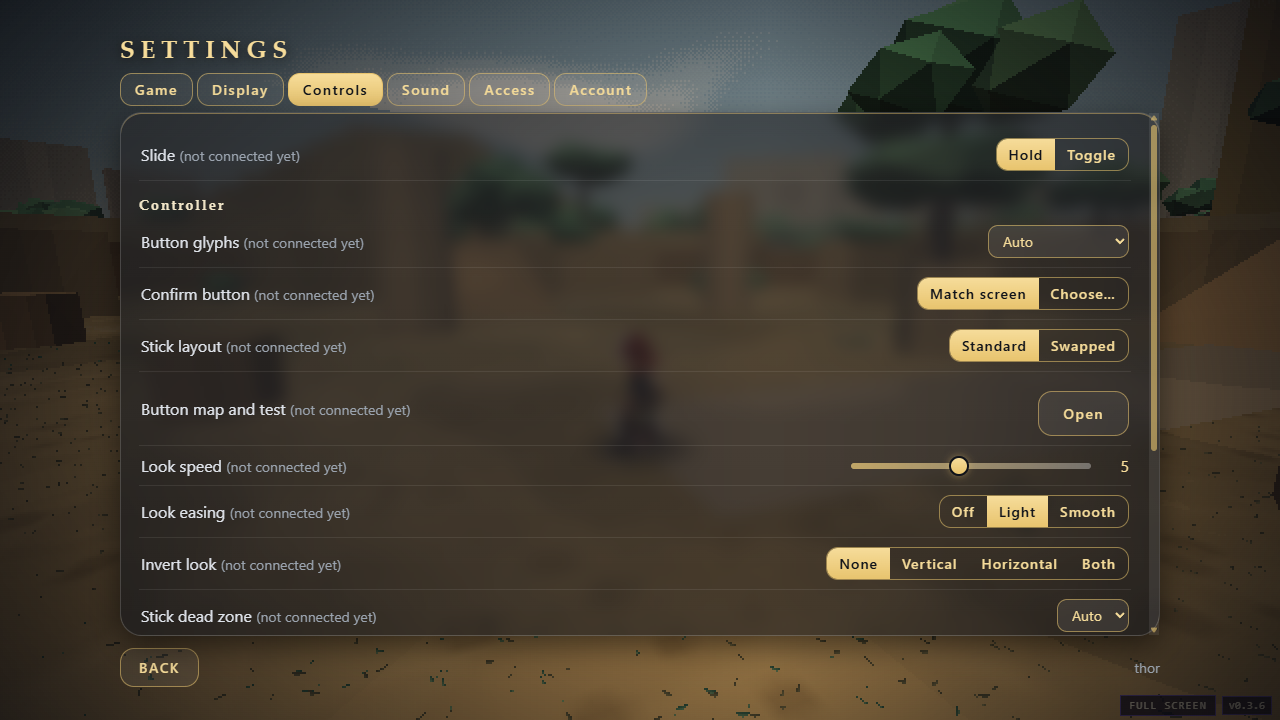 SETTINGS
Game Display Controls Sound Access Account
Slide (not connected yet) Hold Toggle
Controller
Button glyphs (not connected yet) Auto
Confirm button (not connected yet) Match screen Choose...
Stick layout (not connected yet) Standard Swapped
Button map and test (not connected yet) Open
Look speed (not connected yet) 5
Look easing (not connected yet) Off Light Smooth
Invert look (not connected yet) None Vertical Horizontal Both
Stick dead zone (not connected yet) Auto
BACK thor
FULL SCREEN v0.3.6